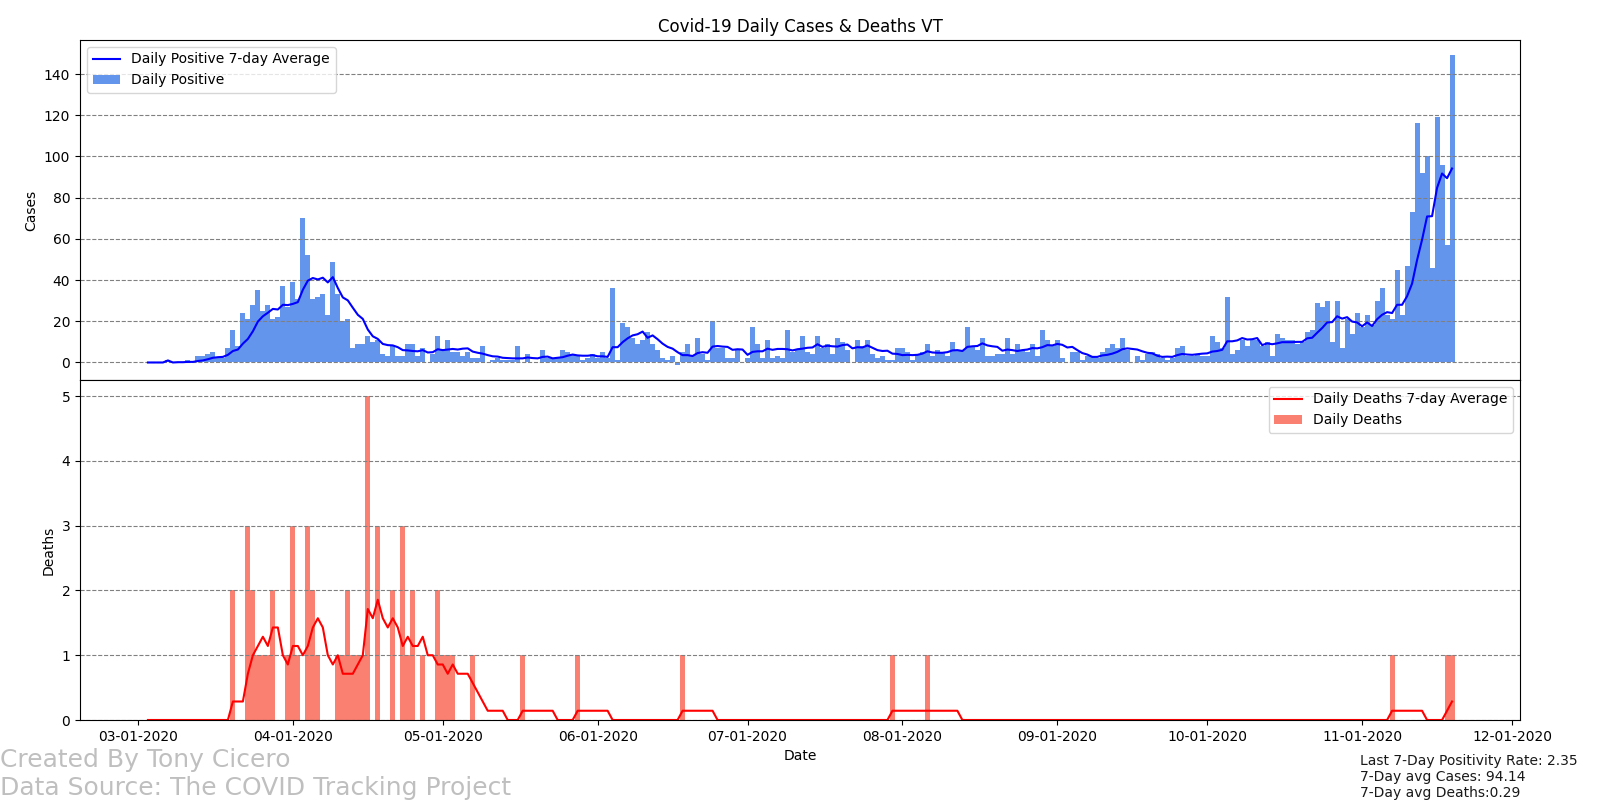 Covid-19 Daily Cases & Deaths VT
Daily Positive 7-day Average
Daily Positive
Cases
140
120
100
80
60
40
20
0
Daily Deaths 7-day Average
Daily Deaths
Deaths
5
4
3
2
1
0
03-01-2020 04-01-2020 05-01-2020 06-01-2020 07-01-2020 08-01-2020 09-01-2020 10-01-2020 11-01-2020 12-01-2020
Date
Created By Tony Cicero
Data Source: The COVID Tracking Project
Last 7-Day Positivity Rate: 2.35
7-Day avg Cases: 94.14
7-Day avg Deaths:0.29